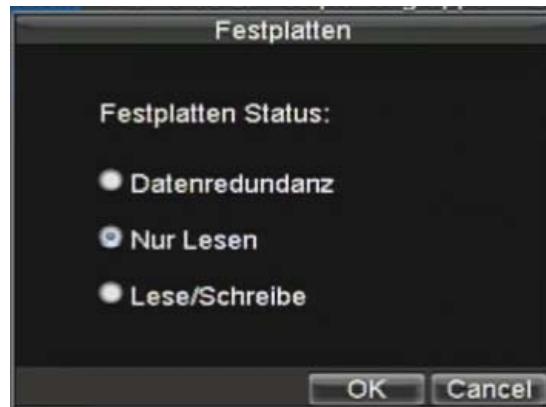 Festplatten
Festplatten Status:
Datenredundanz
Nur Lesen
Lese/Schreibe
OK Cancel